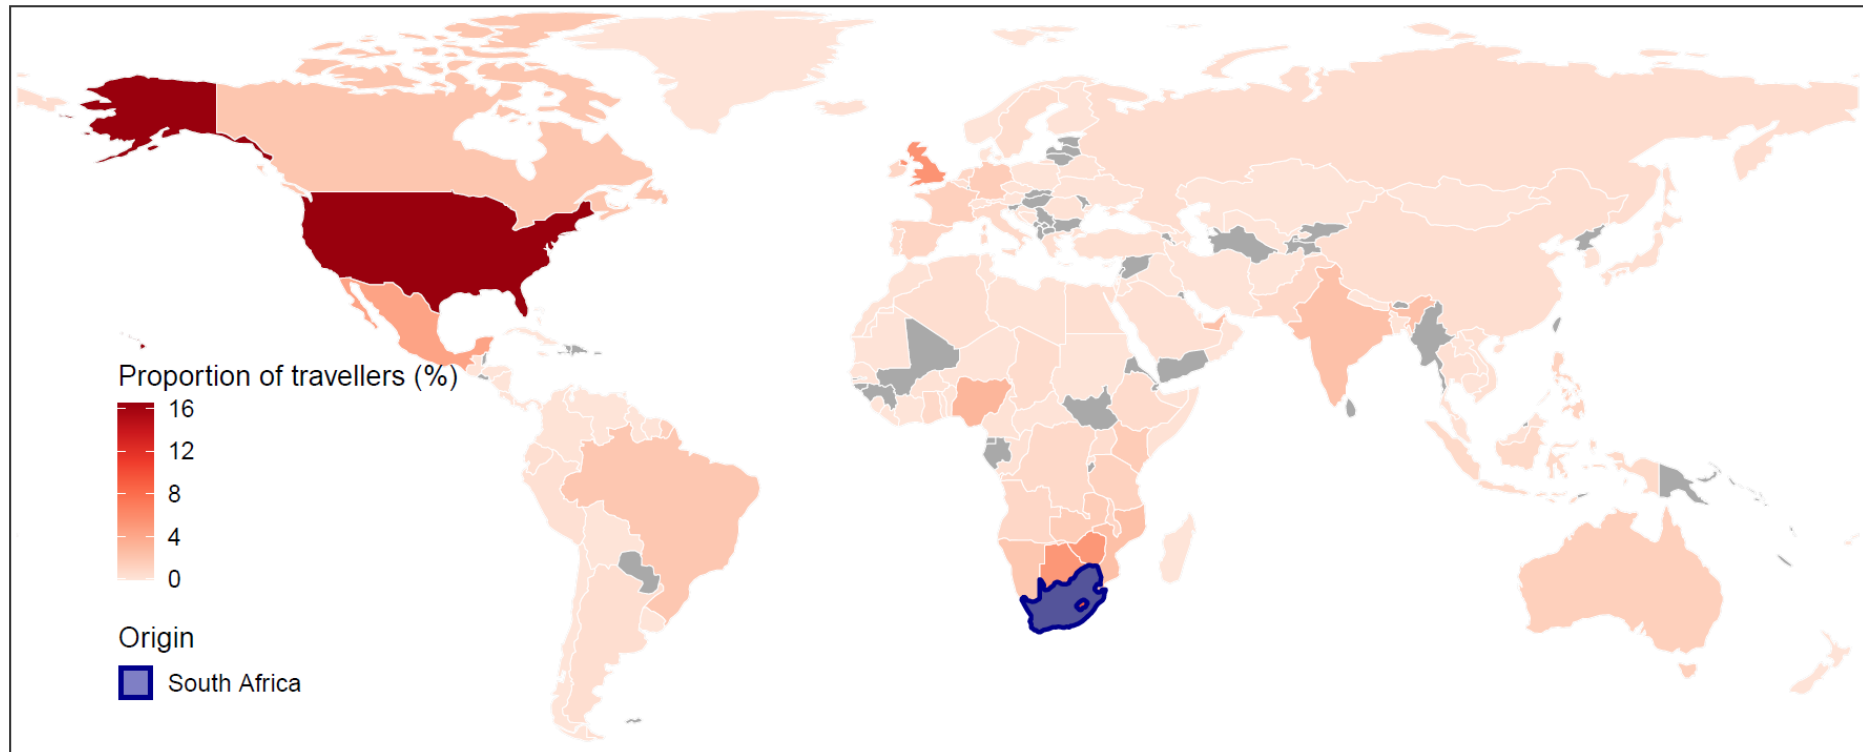 Proportion of travellers (%)
16
12
8
4
0
Origin
South Africa